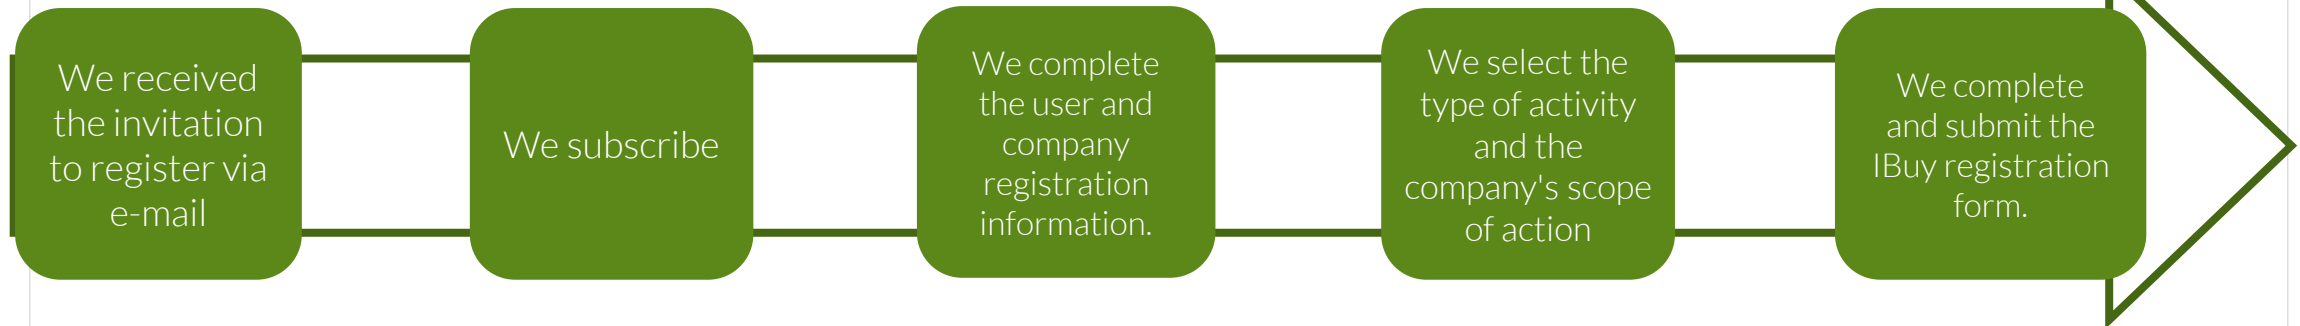 We received
the invitation
to register via
e-mail
We subscribe
We complete
the user and
company
registration
information.
We select the
type of activity
and the
company's scope
of action
We complete
and submit the
IBuy registration
form.